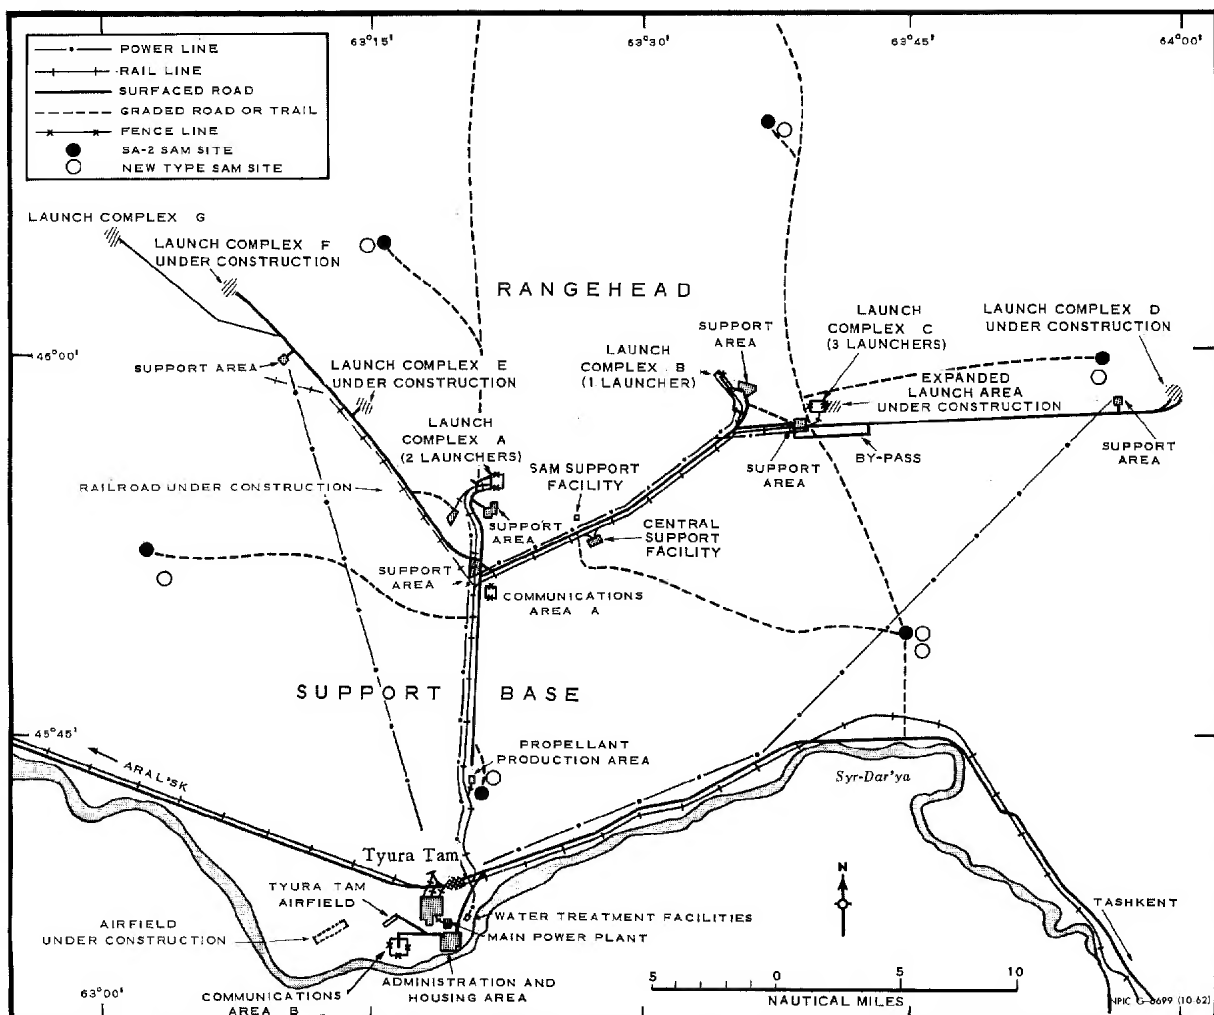 63°15'
63°30'
63°45'
64°00'
POWER LINE
RAIL LINE
SURFACED ROAD
GRADED ROAD OR TRAIL
FENCE LINE
SA-2 SAM SITE
NEW TYPE SAM SITE
LAUNCH COMPLEX G
LAUNCH COMPLEX F
UNDER CONSTRUCTION
RANGEHEAD
LAUNCH COMPLEX D
UNDER CONSTRUCTION
LAUNCH
COMPLEX C
(3 LAUNCHERS)
SUPPORT
AREA
LAUNCH
COMPLEX B
(1 LAUNCHER)
46°00'
SUPPORT AREA
LAUNCH COMPLEX E
UNDER CONSTRUCTION
EXPANDED
LAUNCH AREA
UNDER CONSTRUCTION
LAUNCH
COMPLEX A
(2 LAUNCHERS)
SUPPORT
AREA
BY-PASS
SUPPORT
AREA
RAILROAD UNDER CONSTRUCTION
SAM SUPPORT
FACILITY
SUPPORT
AREA
CENTRAL
SUPPORT
FACILITY
SUPPORT
AREA
COMMUNICATIONS
AREA A
SUPPORT BASE
45°45'
ARAL'SK
PROPELLANT
PRODUCTION AREA
Syr-Dar'ya
Tyura Tam
TYURA TAM
AIRFIELD
N
TASHKENT
AIRFIELD
UNDER CONSTRUCTION
WATER TREATMENT FACILITIES
MAIN POWER PLANT
ADMINISTRATION AND
HOUSING AREA
COMMUNICATIONS
AREA B
63°00'
5 0 5 10
NAUTICAL MILES
NPIC G-8699 (10 62)